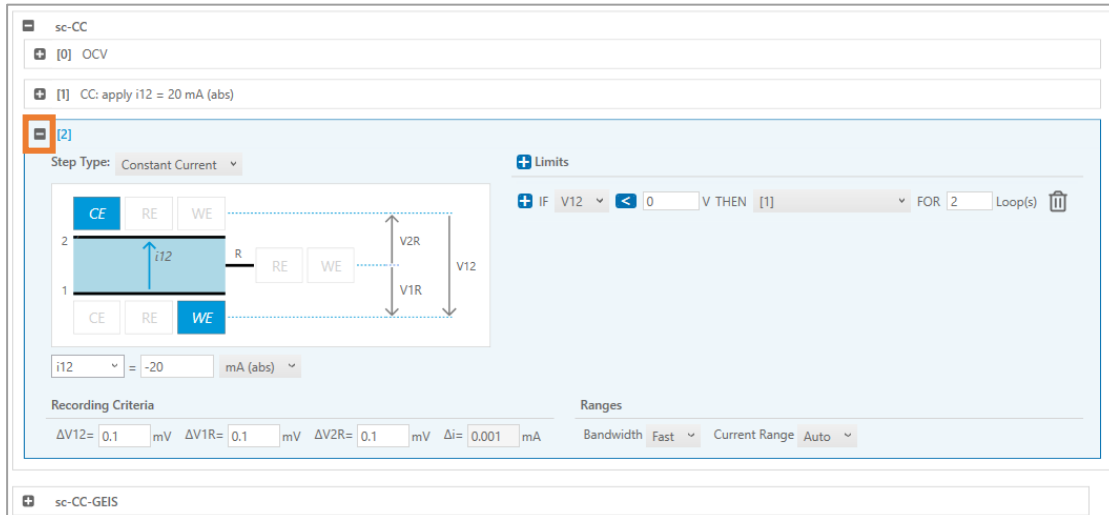 sc-CC
[0] OCV
[1] CC: apply i12 = 20 mA (abs)
[2]
Step Type: Constant Current
Limits
IF V12 < 0 V THEN [1] FOR 2 Loop(s)
CE RE WE
2
i12
R
RE WE
V2R
V12
1
V1R
CE RE WE
i12 = -20 mA (abs)
Recording Criteria
Ranges
ΔV12= 0.1 mV ΔV1R= 0.1 mV ΔV2R= 0.1 mV Δi= 0.001 mA
Bandwidth Fast Current Range Auto
sc-CC-GEIS